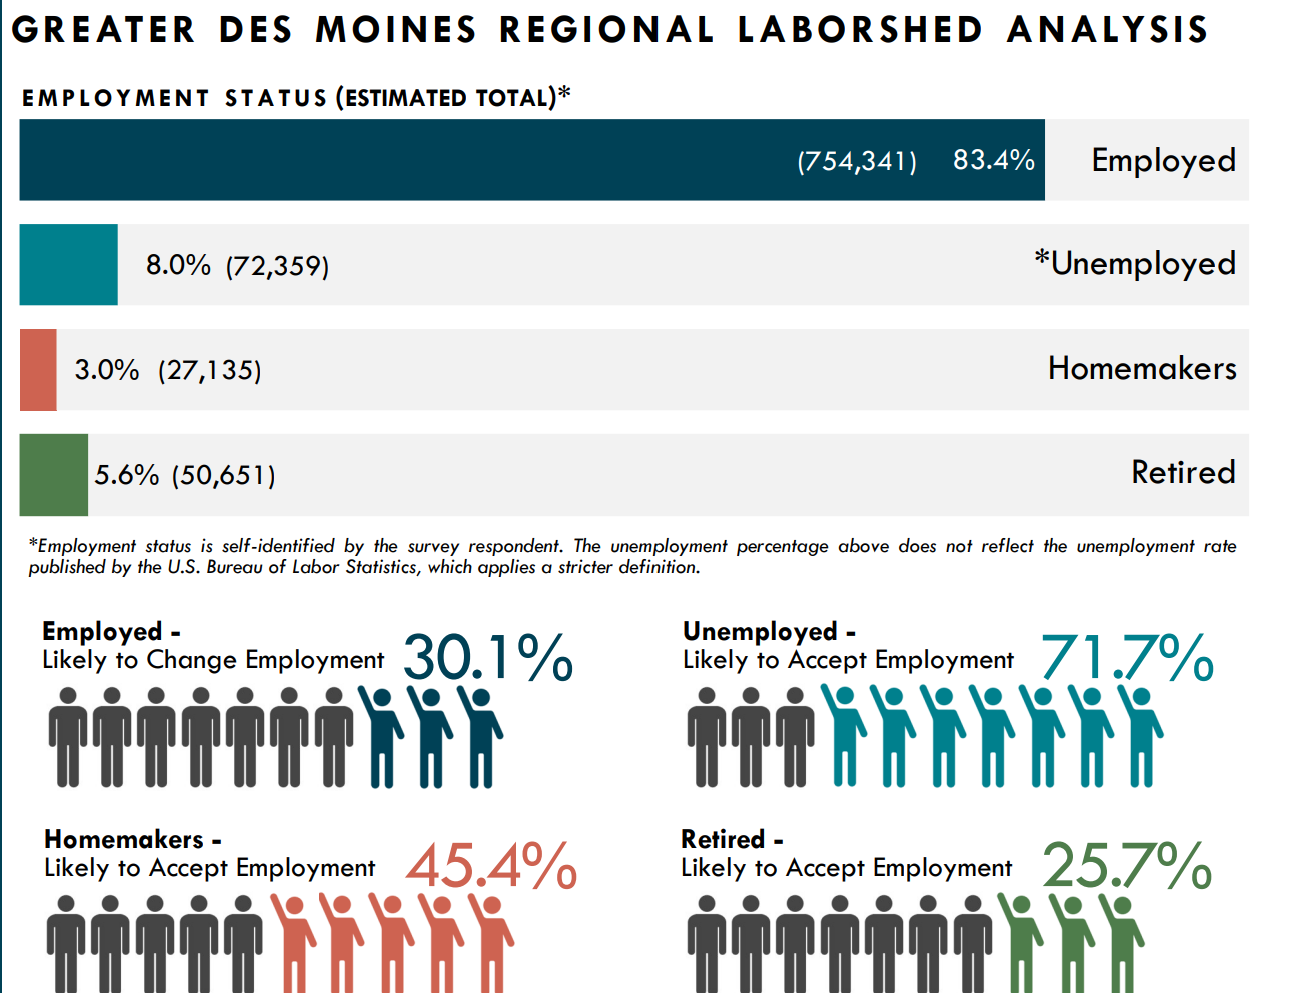 GREATER DES MOINES REGIONAL LABORSHED ANALYSIS
EMPLOYMENT STATUS (ESTIMATED TOTAL)*
(754,341) 83.4% Employed
8.0% (72,359) *Unemployed
3.0% (27,135) Homemakers
5.6% (50,651) Retired
*Employment status is self-identified by the survey respondent. The unemployment percentage above does not reflect the unemployment rate
published by the U.S. Bureau of Labor Statistics, which applies a stricter definition.
Employed -
Likely to Change Employment 30.1%
Unemployed -
Likely to Accept Employment 71.7%
Homemakers -
Likely to Accept Employment 45.4%
Retired -
Likely to Accept Employment 25.7%